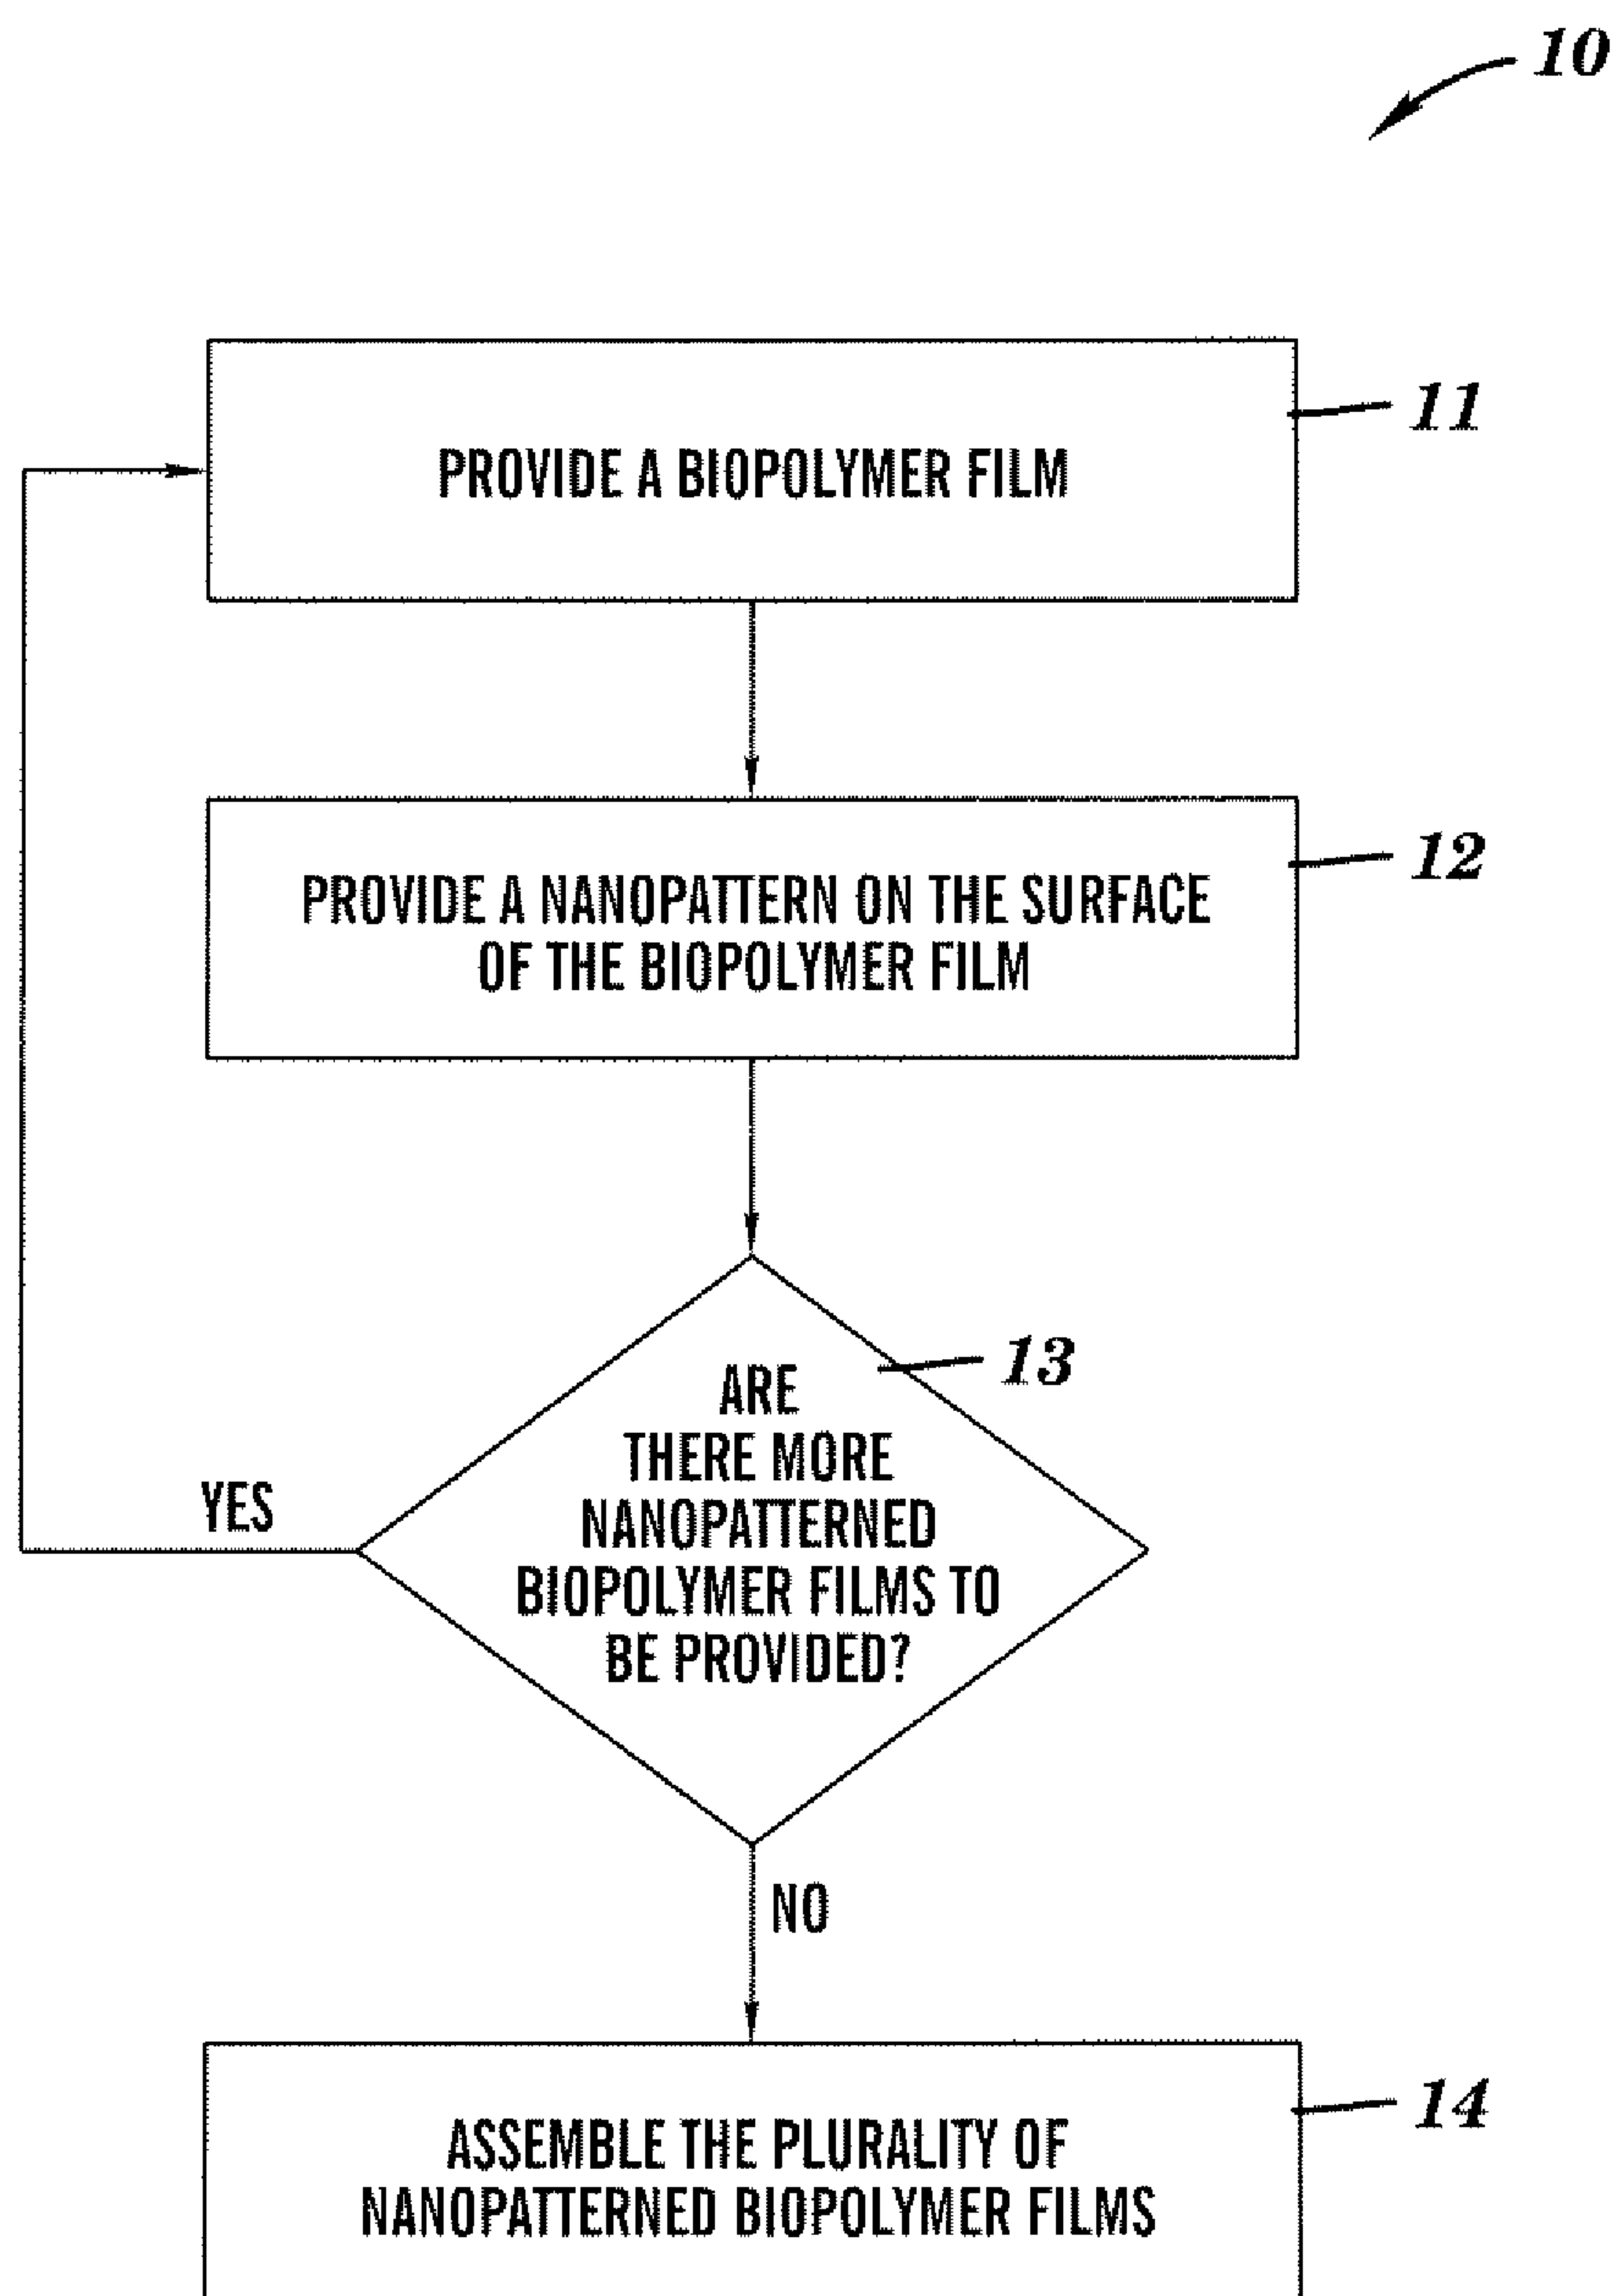 10
PROVIDE A BIOPOLYMER FILM
11
PROVIDE A NANOPATTERN ON THE SURFACE
OF THE BIOPOLYMER FILM
12
ARE
THERE MORE
NANOPATTERNED
BIOPOLYMER FILMS TO
BE PROVIDED?
13
YES
NO
ASSEMBLE THE PLURALITY OF
NANOPATTERNED BIOPOLYMER FILMS
14